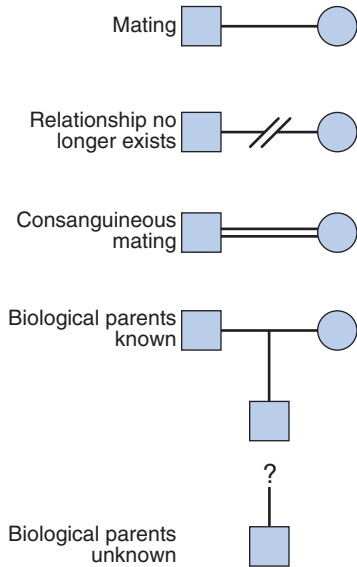 Mating
Relationship no
longer exists
Consanguineous
mating
Biological parents
known
?
Biological parents
unknown